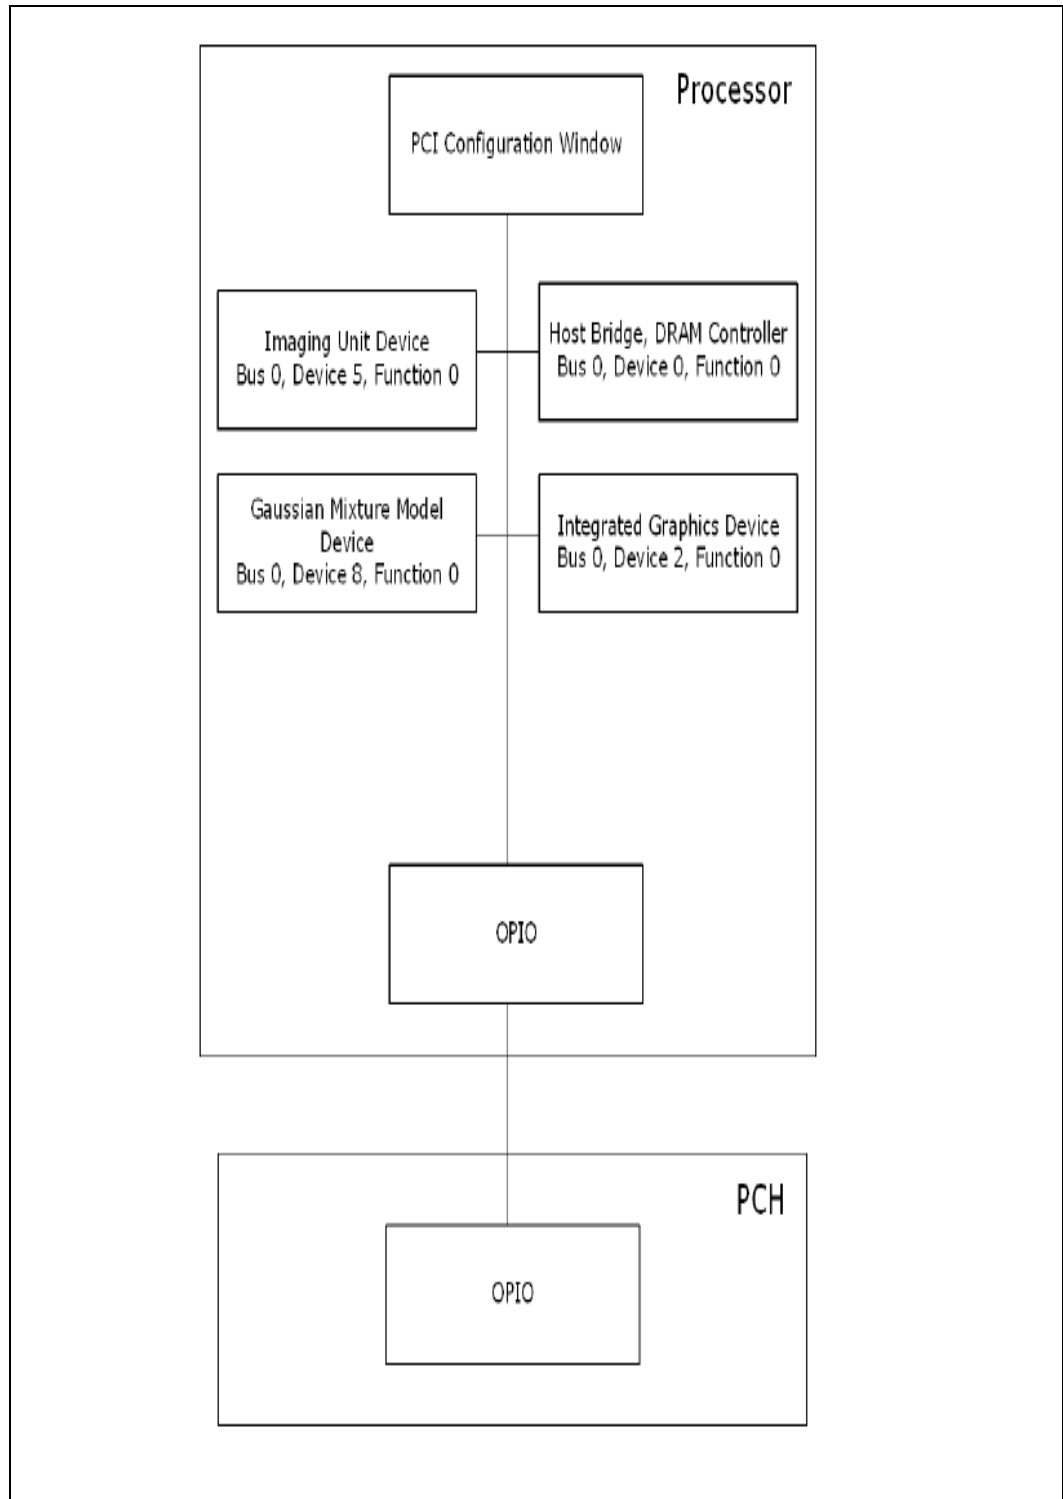 Processor
PCI Configuration Window
Imaging Unit Device
Bus 0, Device 5, Function 0
Host Bridge, DRAM Controller
Bus 0, Device 0, Function 0
Gaussian Mixture Model
Device
Bus 0, Device 8, Function 0
Integrated Graphics Device
Bus 0, Device 2, Function 0
OPIO
PCH
OPIO